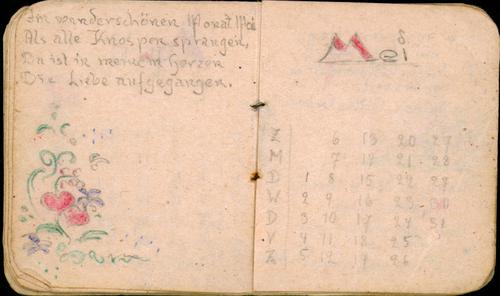 Im wunderschönen Monat Mai
Als alle Knospen sprangen,
Da ist in meinem Herzen
Die Liebe aufgegangen.
Mei
Z 6 13 20 27
M 7 14 21 28
D 1 8 15 22 29
W 2 9 16 23 30
D 3 10 17 24 31
V 4 11 18 25
Z 5 12 19 26